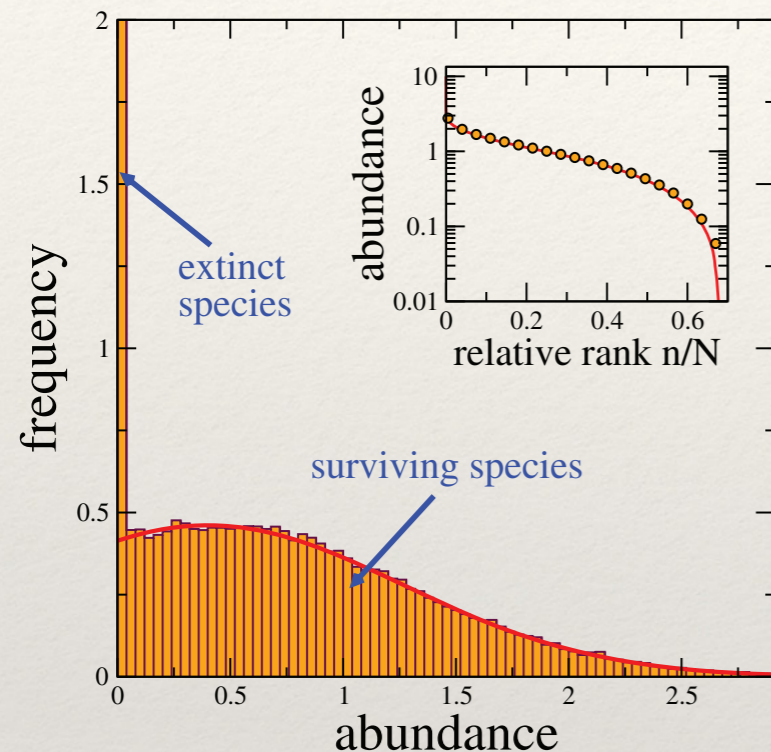 2
1.5
1
0.5
0
frequency
0
0.5
1
1.5
2
2.5
abundance
extinct
species
surviving species
10
1
0.1
0.01
abundance
0
0.2
0.4
0.6
relative rank n/N